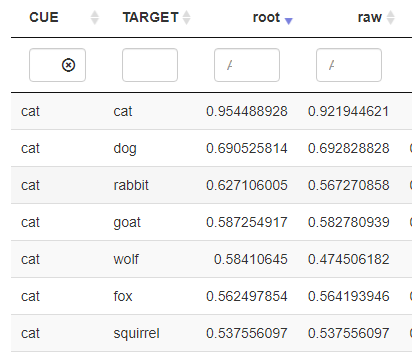 CUE TARGET root raw
A A
cat cat 0.954488928 0.921944621
cat dog 0.690525814 0.692828828
cat rabbit 0.627106005 0.567270858
cat goat 0.587254917 0.582780939
cat wolf 0.58410645 0.474506182
cat fox 0.562497854 0.564193946
cat squirrel 0.537556097 0.537556097